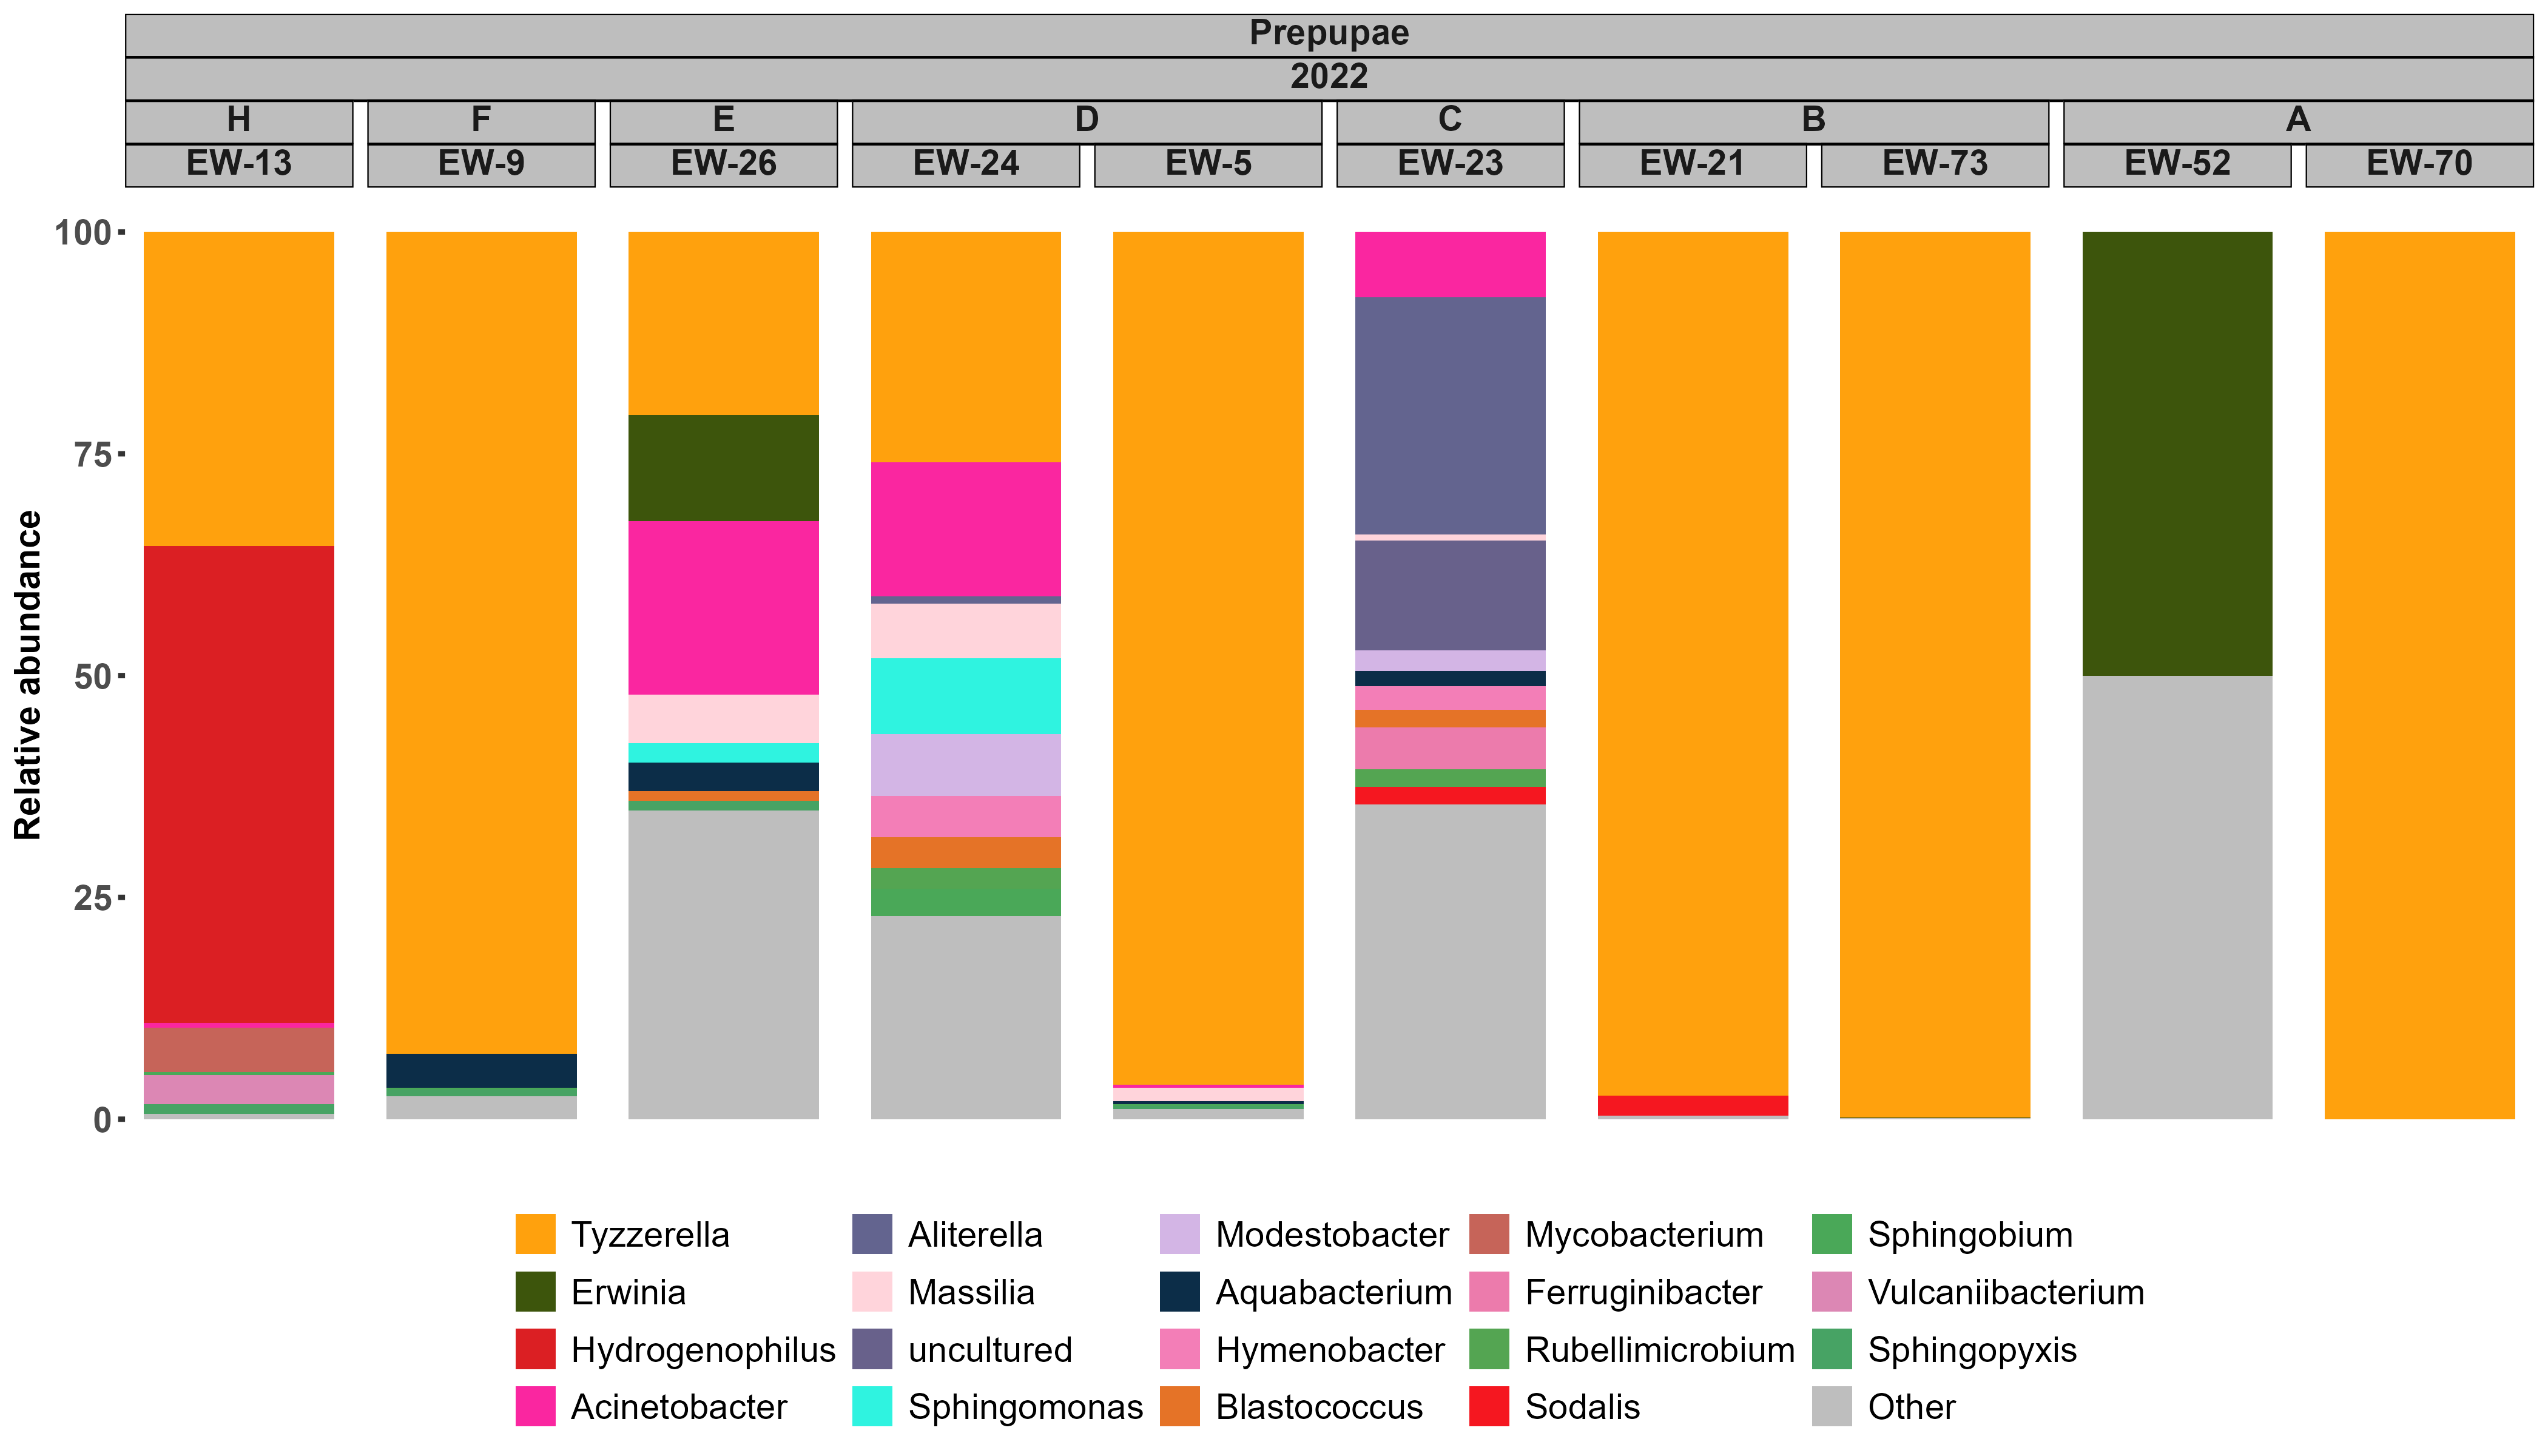 Prepupae
2022
H F E D C B A
EW-13 EW-9 EW-26 EW-24 EW-5 EW-23 EW-21 EW-73 EW-52 EW-70
Relative abundance
100
75
50
25
0
Tyzzerella Aliterella Modestobacter Mycobacterium Sphingobium
Erwinia Massilia Aquabacterium Ferruginibacter Vulcaniibacterium
Hydrogenophilus uncultured Hymenobacter Rubellimicrobium Sphingopyxis
Acinetobacter Sphingomonas Blastococcus Sodalis Other